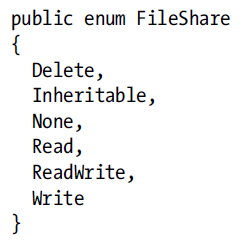 public enum FileShare
{
  Delete,
  Inheritable,
  None,
  Read,
  ReadWrite,
  Write
}